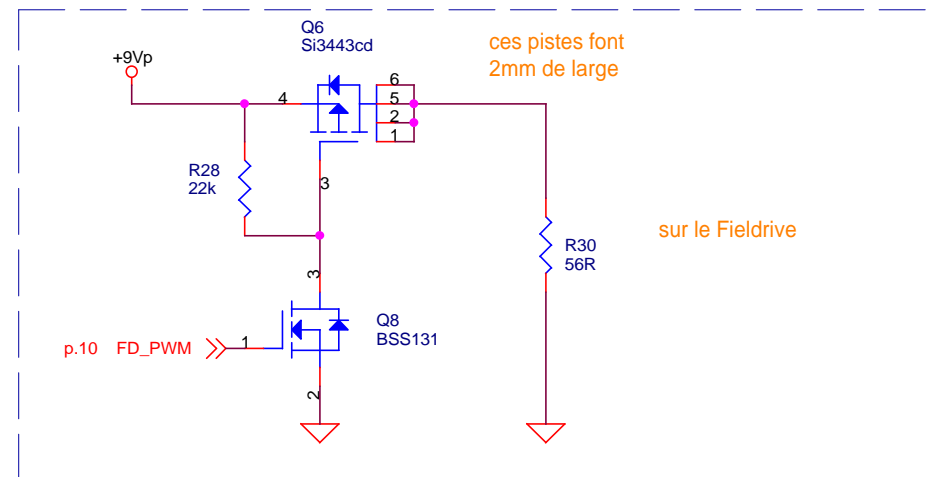 Q6
Si3443cd
ces pistes font
2mm de large
+9Vp
6
4
5
2
1
R28
22k
3
sur le Fieldrive
R30
56R
3
Q8
BSS131
p.10 FD_PWM
1
2